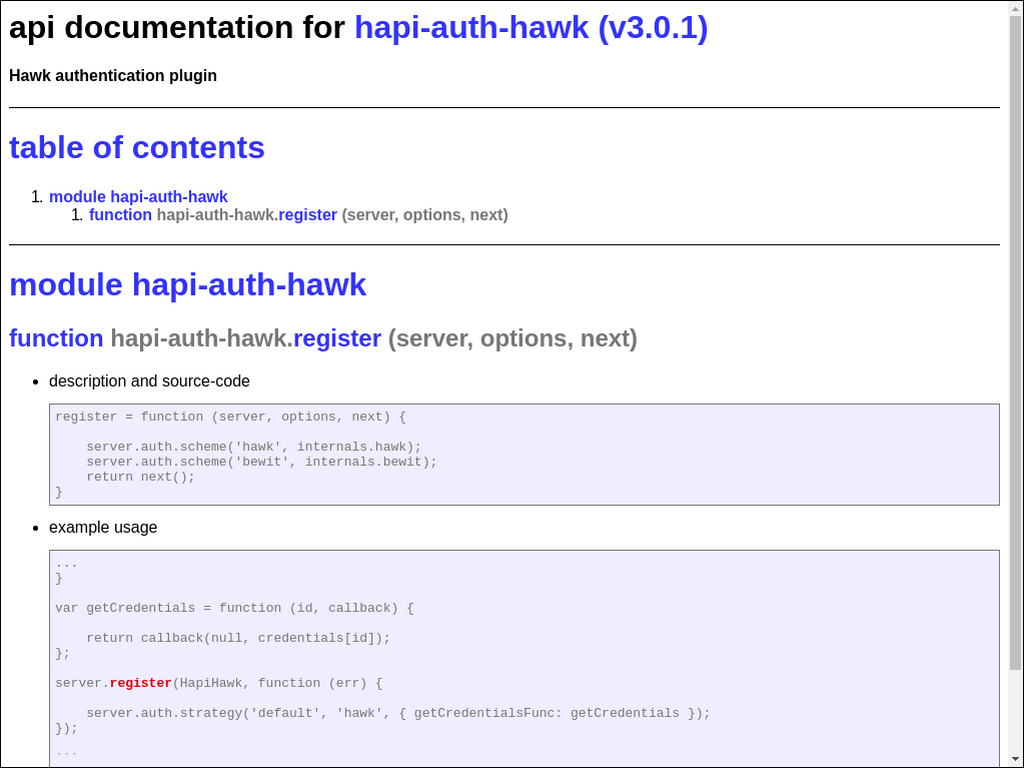 api documentation for hapi-auth-hawk (v3.0.1)
Hawk authentication plugin
table of contents
1. module hapi-auth-hawk
1. function hapi-auth-hawk.register (server, options, next)
module hapi-auth-hawk
function hapi-auth-hawk.register (server, options, next)
• description and source-code
register = function (server, options, next) {
    server.auth.scheme('hawk', internals.hawk);
    server.auth.scheme('bewit', internals.bewit);
    return next();
}
• example usage
...
}
var getCredentials = function (id, callback) {
    return callback(null, credentials[id]);
};
server.register(HapiHawk, function (err) {
    server.auth.strategy('default', 'hawk', { getCredentialsFunc: getCredentials });
});
```